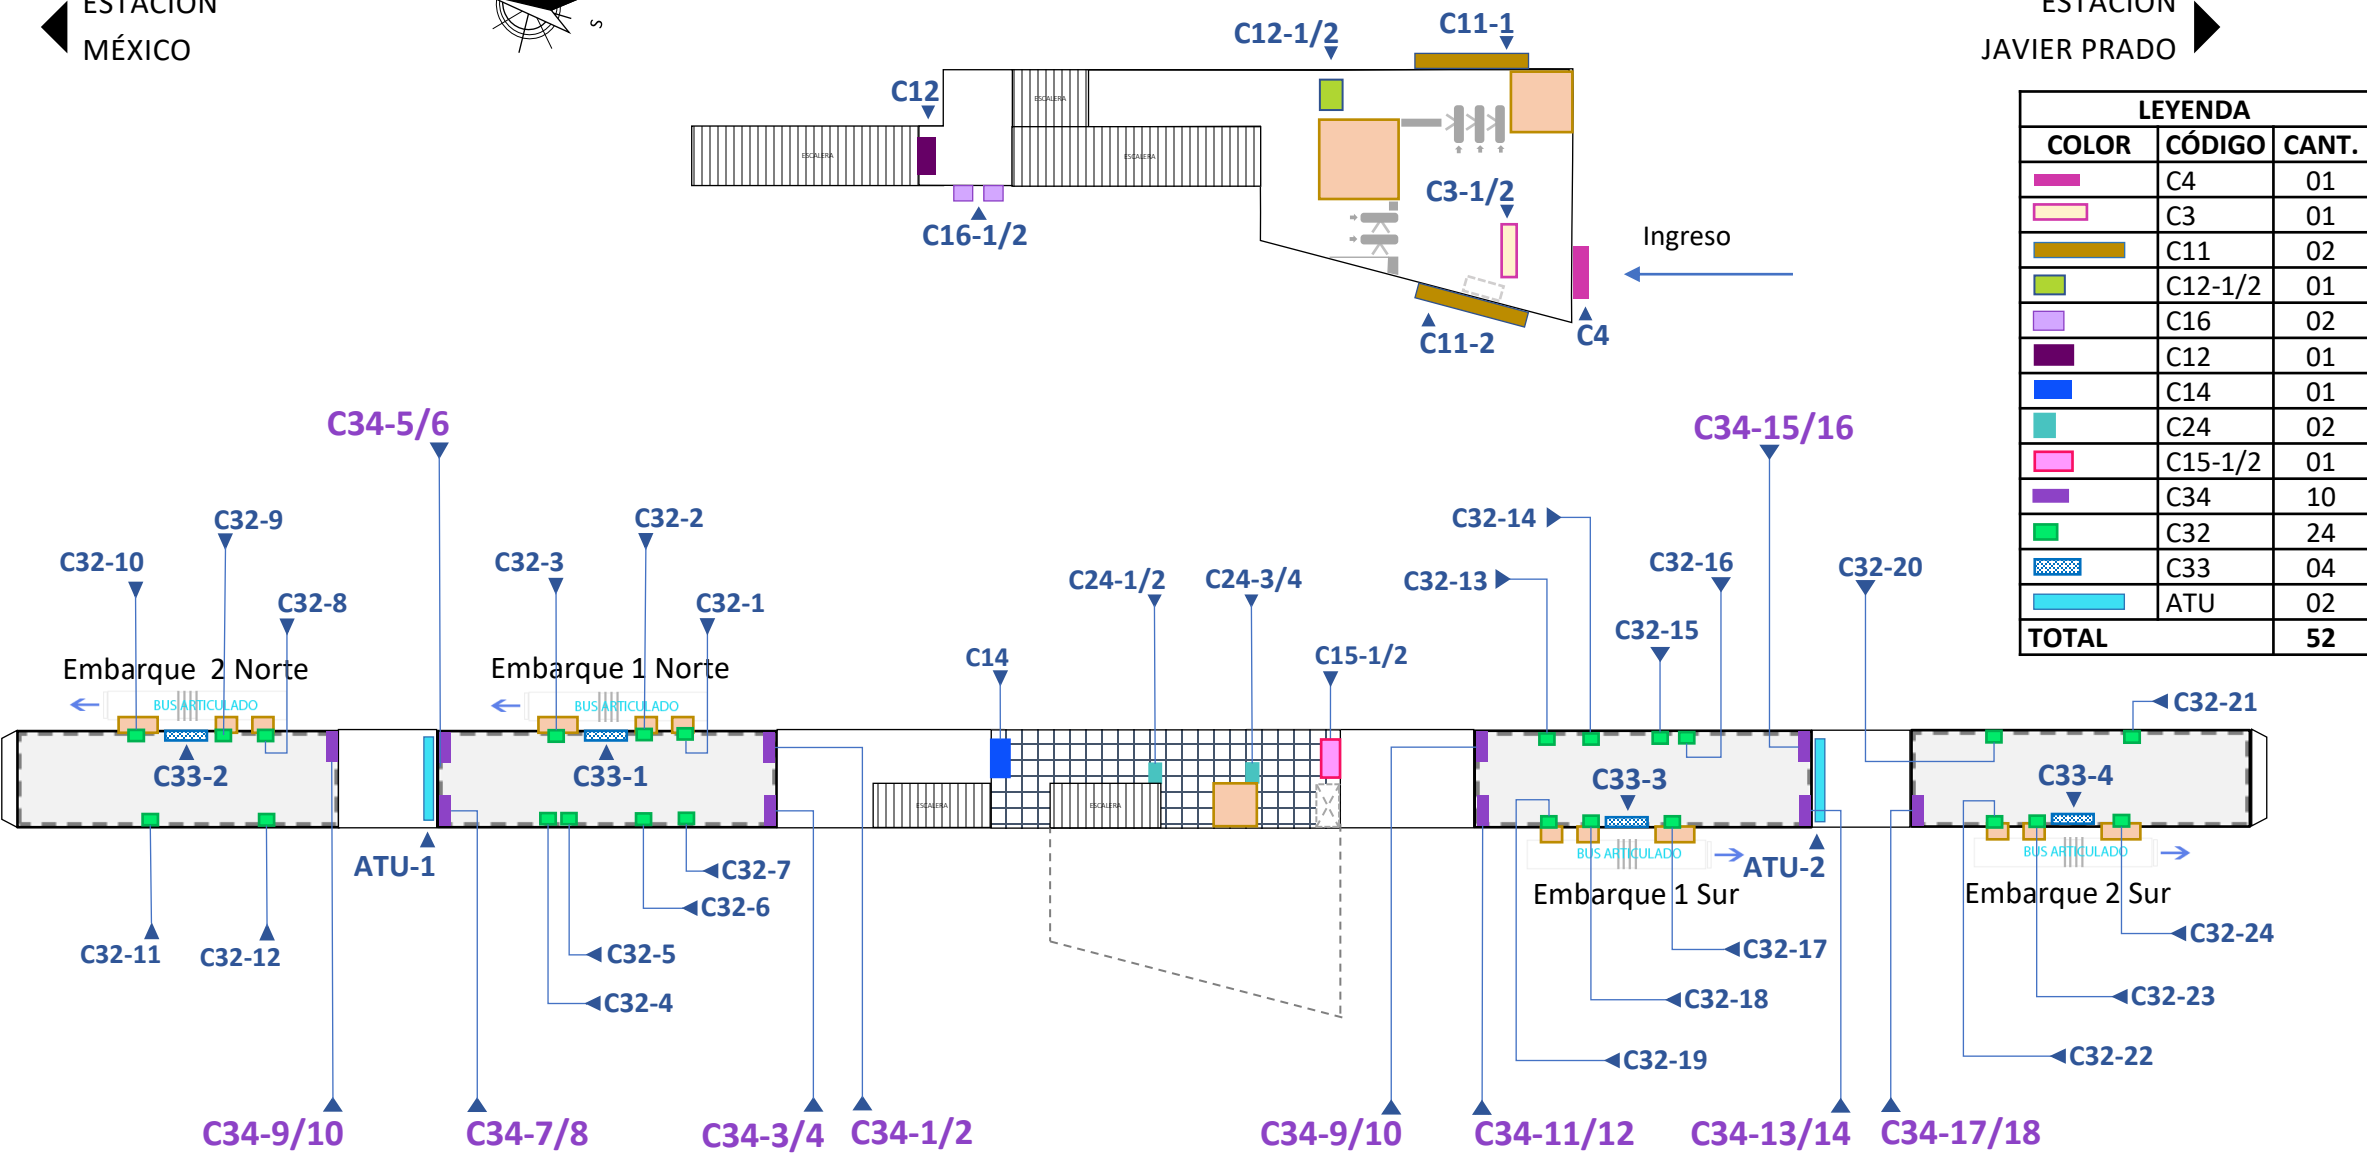 ESTACIÓN
MÉXICO
S
ESTACIÓN
JAVIER PRADO
C12-1/2
C11-1
C12
ESCALERA
ESCALERA
ESCALERA
C16-1/2
C3-1/2
Ingreso
C11-2
C4
LEYENDA
COLOR CÓDIGO CANT.
C4 01
C3 01
C11 02
C12-1/2 01
C16 02
C12 01
C14 01
C24 02
C15-1/2 01
C34 10
C32 24
C33 04
ATU 02
TOTAL 52
C34-5/6
C34-15/16
C32-9
C32-2
C32-14
C32-10
C32-3
C32-16
C32-20
C24-1/2
C24-3/4
C32-13
C32-8
C32-1
C32-15
C14
C15-1/2
C32-21
Embarque 2 Norte
Embarque 1 Norte
BUS ARTICULADO
BUS ARTICULADO
C33-2
C33-1
C33-3
C33-4
ESCALERA
ESCALERA
BUS ARTICULADO
BUS ARTICULADO
ATU-1
C32-7
ATU-2
Embarque 1 Sur
Embarque 2 Sur
C32-6
C32-24
C32-11
C32-12
C32-5
C32-17
C32-4
C32-18
C32-23
C32-19
C32-22
C34-9/10
C34-7/8
C34-3/4
C34-1/2
C34-9/10
C34-11/12
C34-13/14
C34-17/18